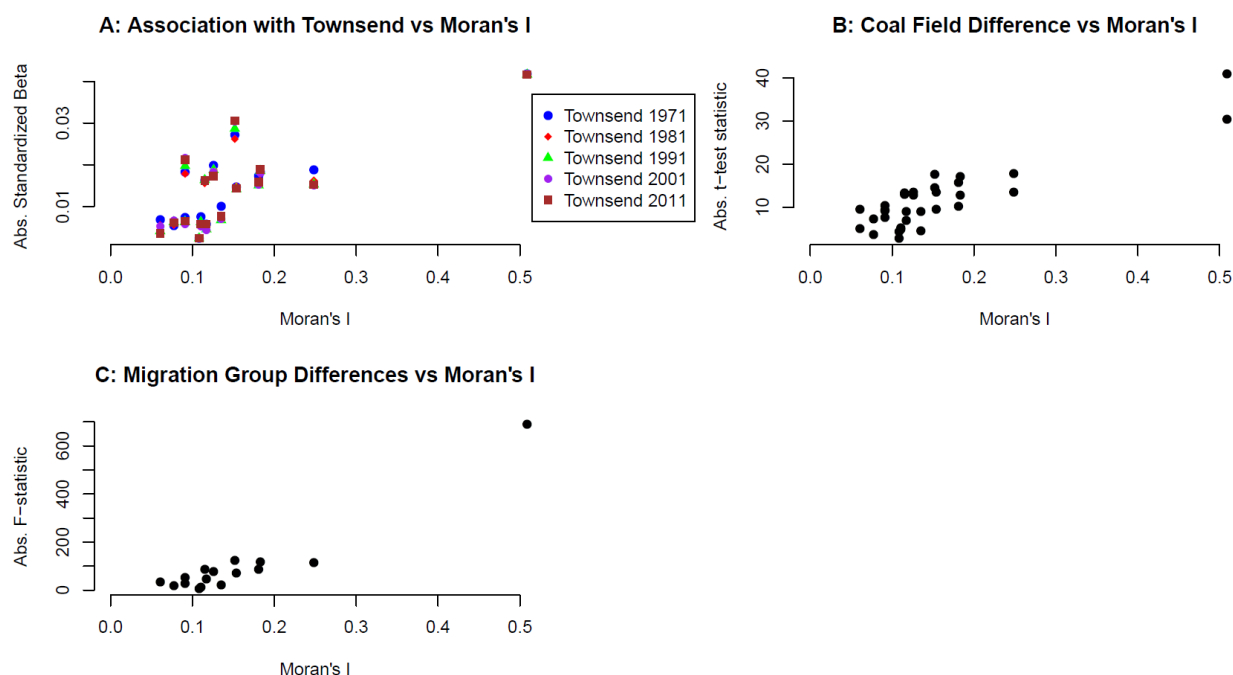 A: Association with Townsend vs Moran's I
Abs. Standardized Beta
0.01
0.03
0.0 0.1 0.2 0.3 0.4 0.5
Moran's I
Townsend 1971
Townsend 1981
Townsend 1991
Townsend 2001
Townsend 2011
B: Coal Field Difference vs Moran's I
Abs. t-test statistic
10
20
30
40
0.0 0.1 0.2 0.3 0.4 0.5
Moran's I
C: Migration Group Differences vs Moran's I
Abs. F−statistic
0
200
400
600
0.0 0.1 0.2 0.3 0.4 0.5
Moran's I